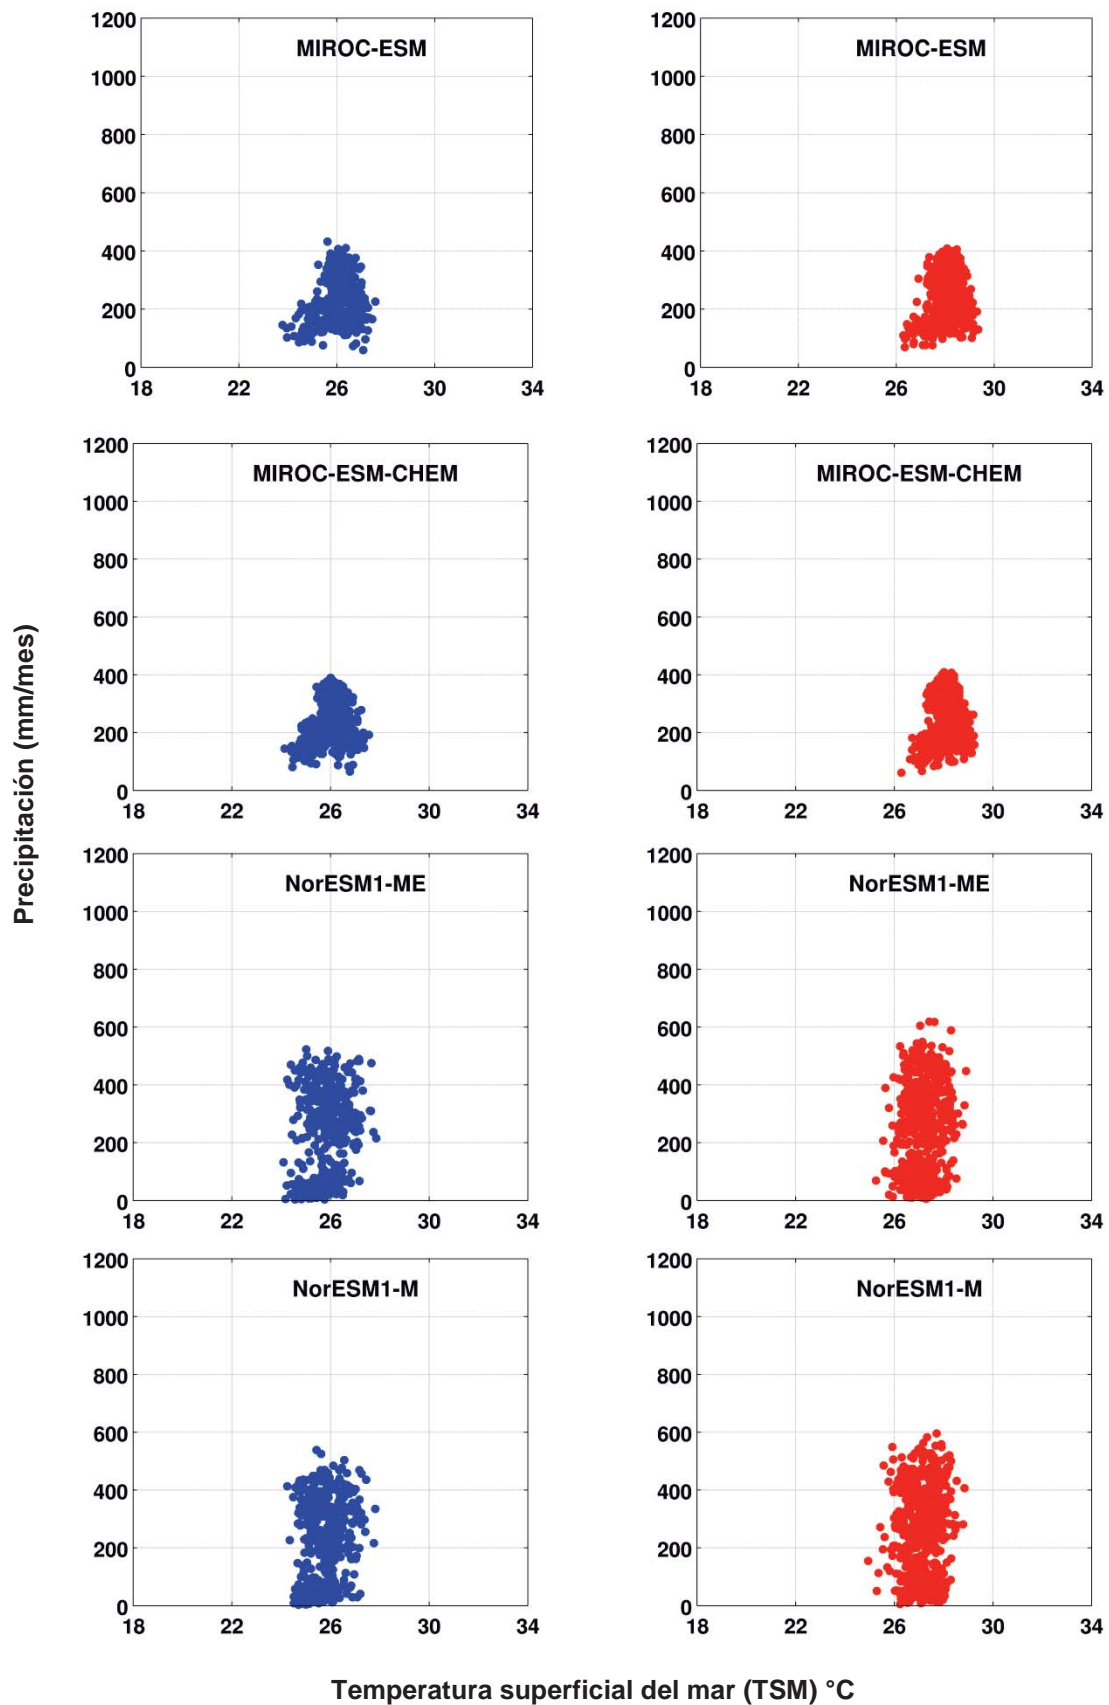 Precipitación (mm/mes)
1200 1200
MIROC-ESM MIROC-ESM
1000 1000
800 800
600 600
400 400
200 200
0 0
18 22 26 30 34 18 22 26 30 34
1200 1200
MIROC-ESM-CHEM MIROC-ESM-CHEM
1000 1000
800 800
600 600
400 400
200 200
0 0
18 22 26 30 34 18 22 26 30 34
1200 1200
NorESM1-ME NorESM1-ME
1000 1000
800 800
600 600
400 400
200 200
0 0
18 22 26 30 34 18 22 26 30 34
1200 1200
NorESM1-M NorESM1-M
1000 1000
800 800
600 600
400 400
200 200
0 0
18 22 26 30 34 18 22 26 30 34
Temperatura superficial del mar (TSM) °C